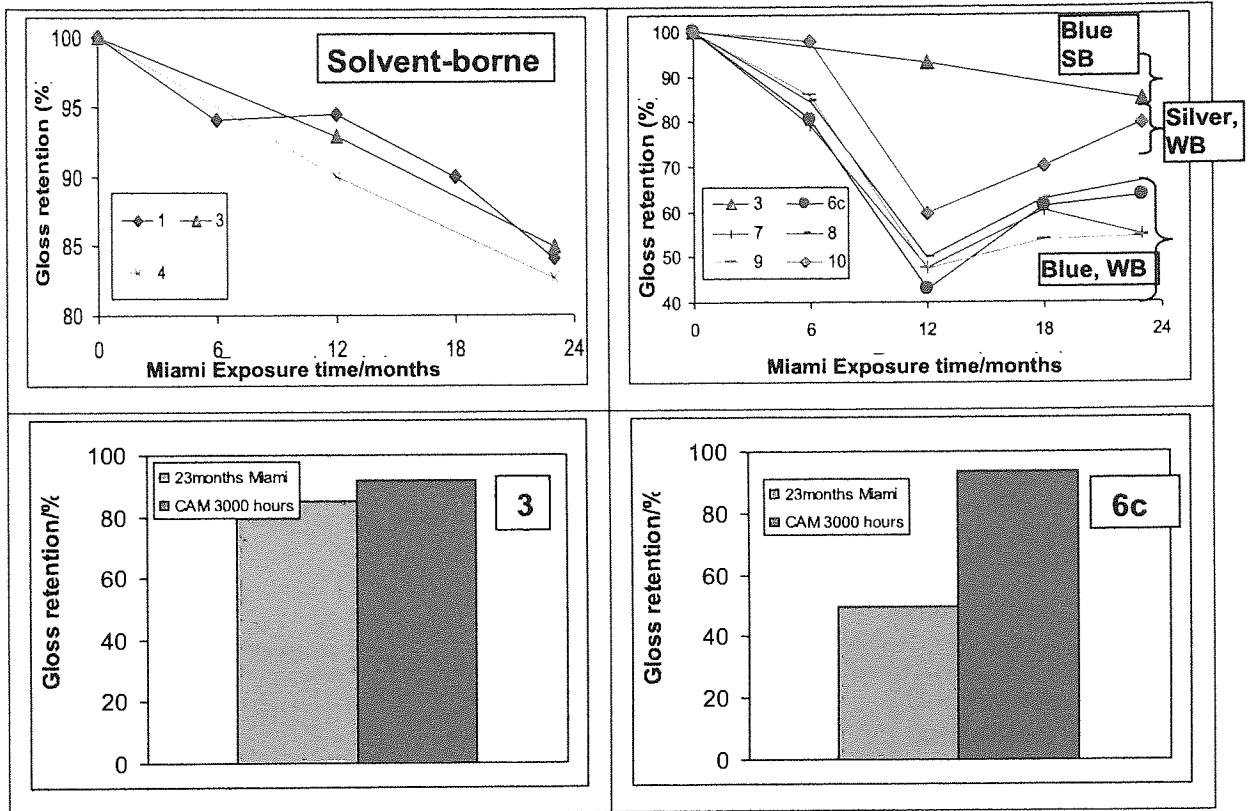 Solvent-borne
Gloss retention (%
100
95
90
85
80
1
3
4
0
6
12
18
24
Miami Exposure time/months
Blue
SB
Silver,
WB
Blue, WB
Gloss retention (%
100
90
80
70
60
50
40
3
6c
7
8
9
10
0
6
12
18
24
Miami Exposure time/months
Gloss retention/%
100
80
60
40
20
0
23months Miami
CAM 3000 hours
3
Gloss retention/%
100
80
60
40
20
0
23months Miami
CAM 3000 hours
6c